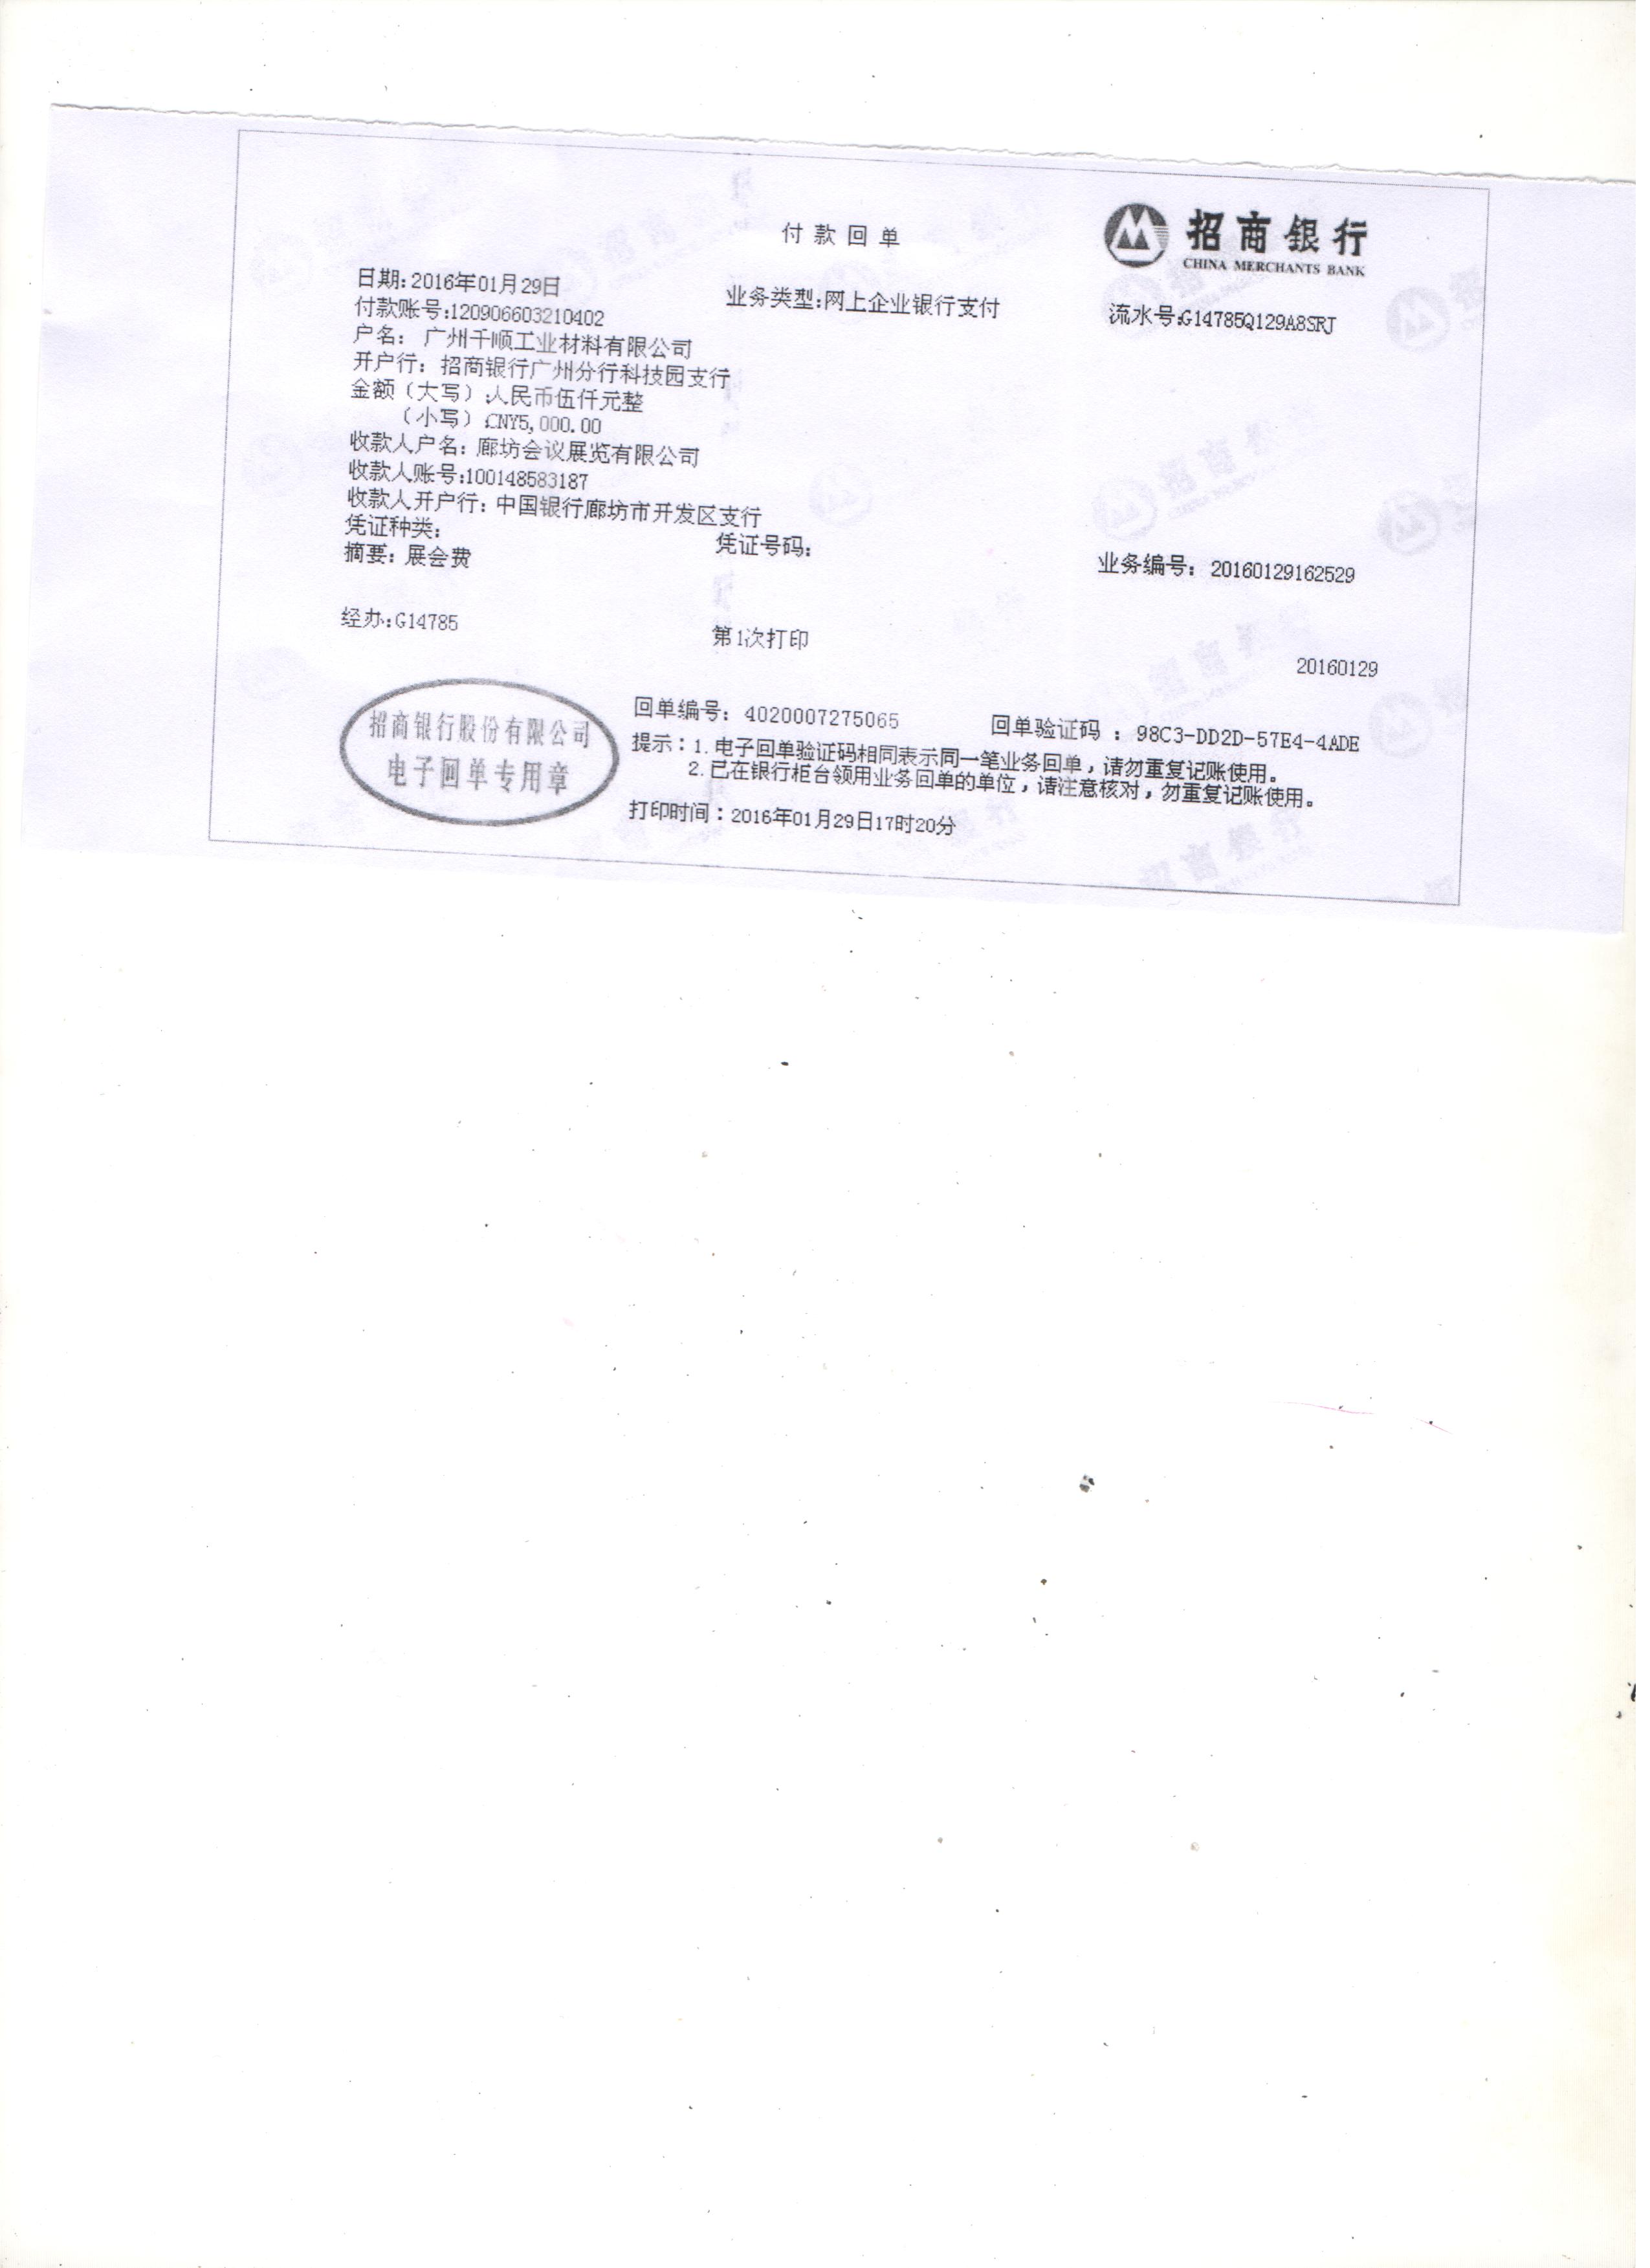 招商银行
CHINA MERCHANTS BANK
付款回单
日期:2016年01月29日
业务类型:网上企业银行支付
流水号:G14785Q129A8SRJ
付款账号:120906603210402
户名: 广州千顺工业材料有限公司
开户行: 招商银行广州分行科技园支行
金额(大写):人民币伍仟元整
(小写):CNY5,000.00
收款人户名: 廊坊会议展览有限公司
收款人账号:100148583187
收款人开户行: 中国银行廊坊市开发区支行
凭证种类:
凭证号码:
业务编号: 20160129162529
摘要: 展会费
经办:G14785
第1次打印
20160129
招商银行股份有限公司
电子回单专用章
回单编号: 4020007275065
回单验证码 : 98C3-DD2D-57E4-4ADE
提示:1.电子回单验证码相同表示同一笔业务回单,请勿重复记账使用。
2.已在银行柜台领用业务回单的单位,请注意核对,勿重复记账使用。
打印时间:2016年01月29日17时20分